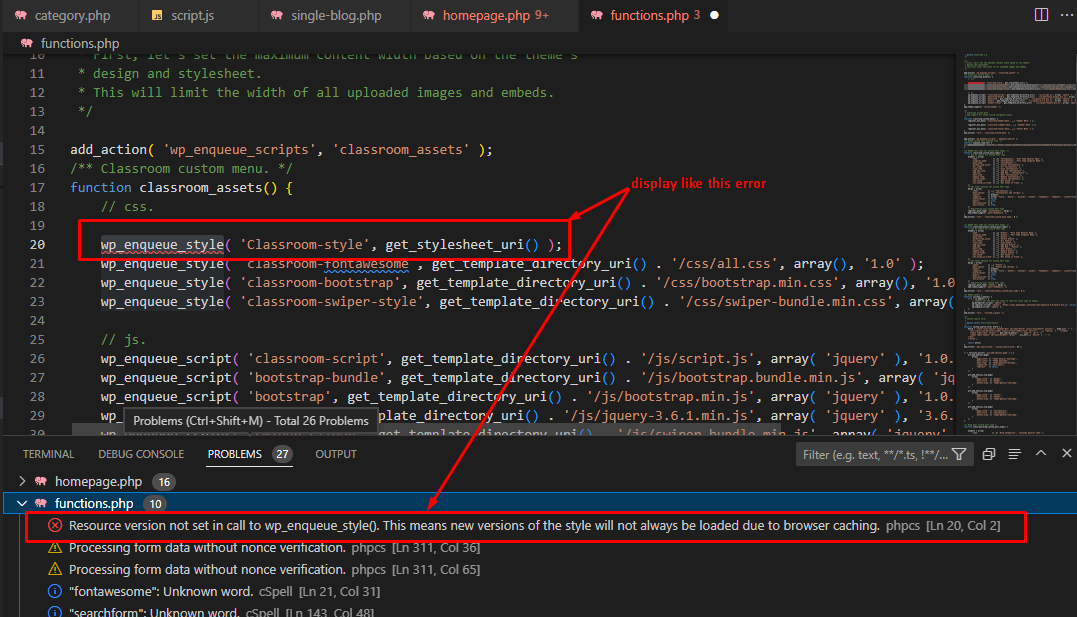 category.php script.js single-blog.php homepage.php 9+ functions.php 3
functions.php
10 * First, let's set the maximum content width based on the theme's
11 * design and stylesheet.
12 * This will limit the width of all uploaded images and embeds.
13 */
14
15 add_action( 'wp_enqueue_scripts', 'classroom_assets' );
16 /** Classroom custom menu. */
17 function classroom_assets() {
display like this error
18 // css.
19
20 wp_enqueue_style( 'Classroom-style', get_stylesheet_uri() );
21 wp_enqueue_style( 'classroom-fontawesome', get_template_directory_uri() . '/css/all.css', array(), '1.0' );
22 wp_enqueue_style( 'classroom-bootstrap', get_template_directory_uri() . '/css/bootstrap.min.css', array(), '1.0
23 wp_enqueue_style( 'classroom-swiper-style', get_template_directory_uri() . '/css/swiper-bundle.min.css', array(
24
25 // js.
26 wp_enqueue_script( 'classroom-script', get_template_directory_uri() . '/js/script.js', array( 'jquery' ), '1.0.
27 wp_enqueue_script( 'bootstrap-bundle', get_template_directory_uri() . '/js/bootstrap.bundle.min.js', array( 'jq
28 wp_enqueue_script( 'bootstrap', get_template_directory_uri() . '/js/bootstrap.min.js', array( 'jquery' ), '1.0.
29 wp_en plate_directory_uri() . '/js/jquery-3.6.1.min.js', array( 'jquery' ), '3.6.
Problems (Ctrl+Shift+M) - Total 26 Problems
30 get_template_directory_uri() . '/js/swiper-bundle.min.js', array( 'jquery'
TERMINAL DEBUG CONSOLE PROBLEMS 27 OUTPUT Filter (e.g. text, **/*.ts, !**/...
homepage.php 16
functions.php 10
Resource version not set in call to wp_enqueue_style(). This means new versions of the style will not always be loaded due to browser caching. phpcs [Ln 20, Col 2]
Processing form data without nonce verification. phpcs [Ln 311, Col 36]
Processing form data without nonce verification. phpcs [Ln 311, Col 65]
"fontawesome": Unknown word. cSpell [Ln 21, Col 31]
"searchform": Unknown word. cSpell [Ln 143, Col 48]